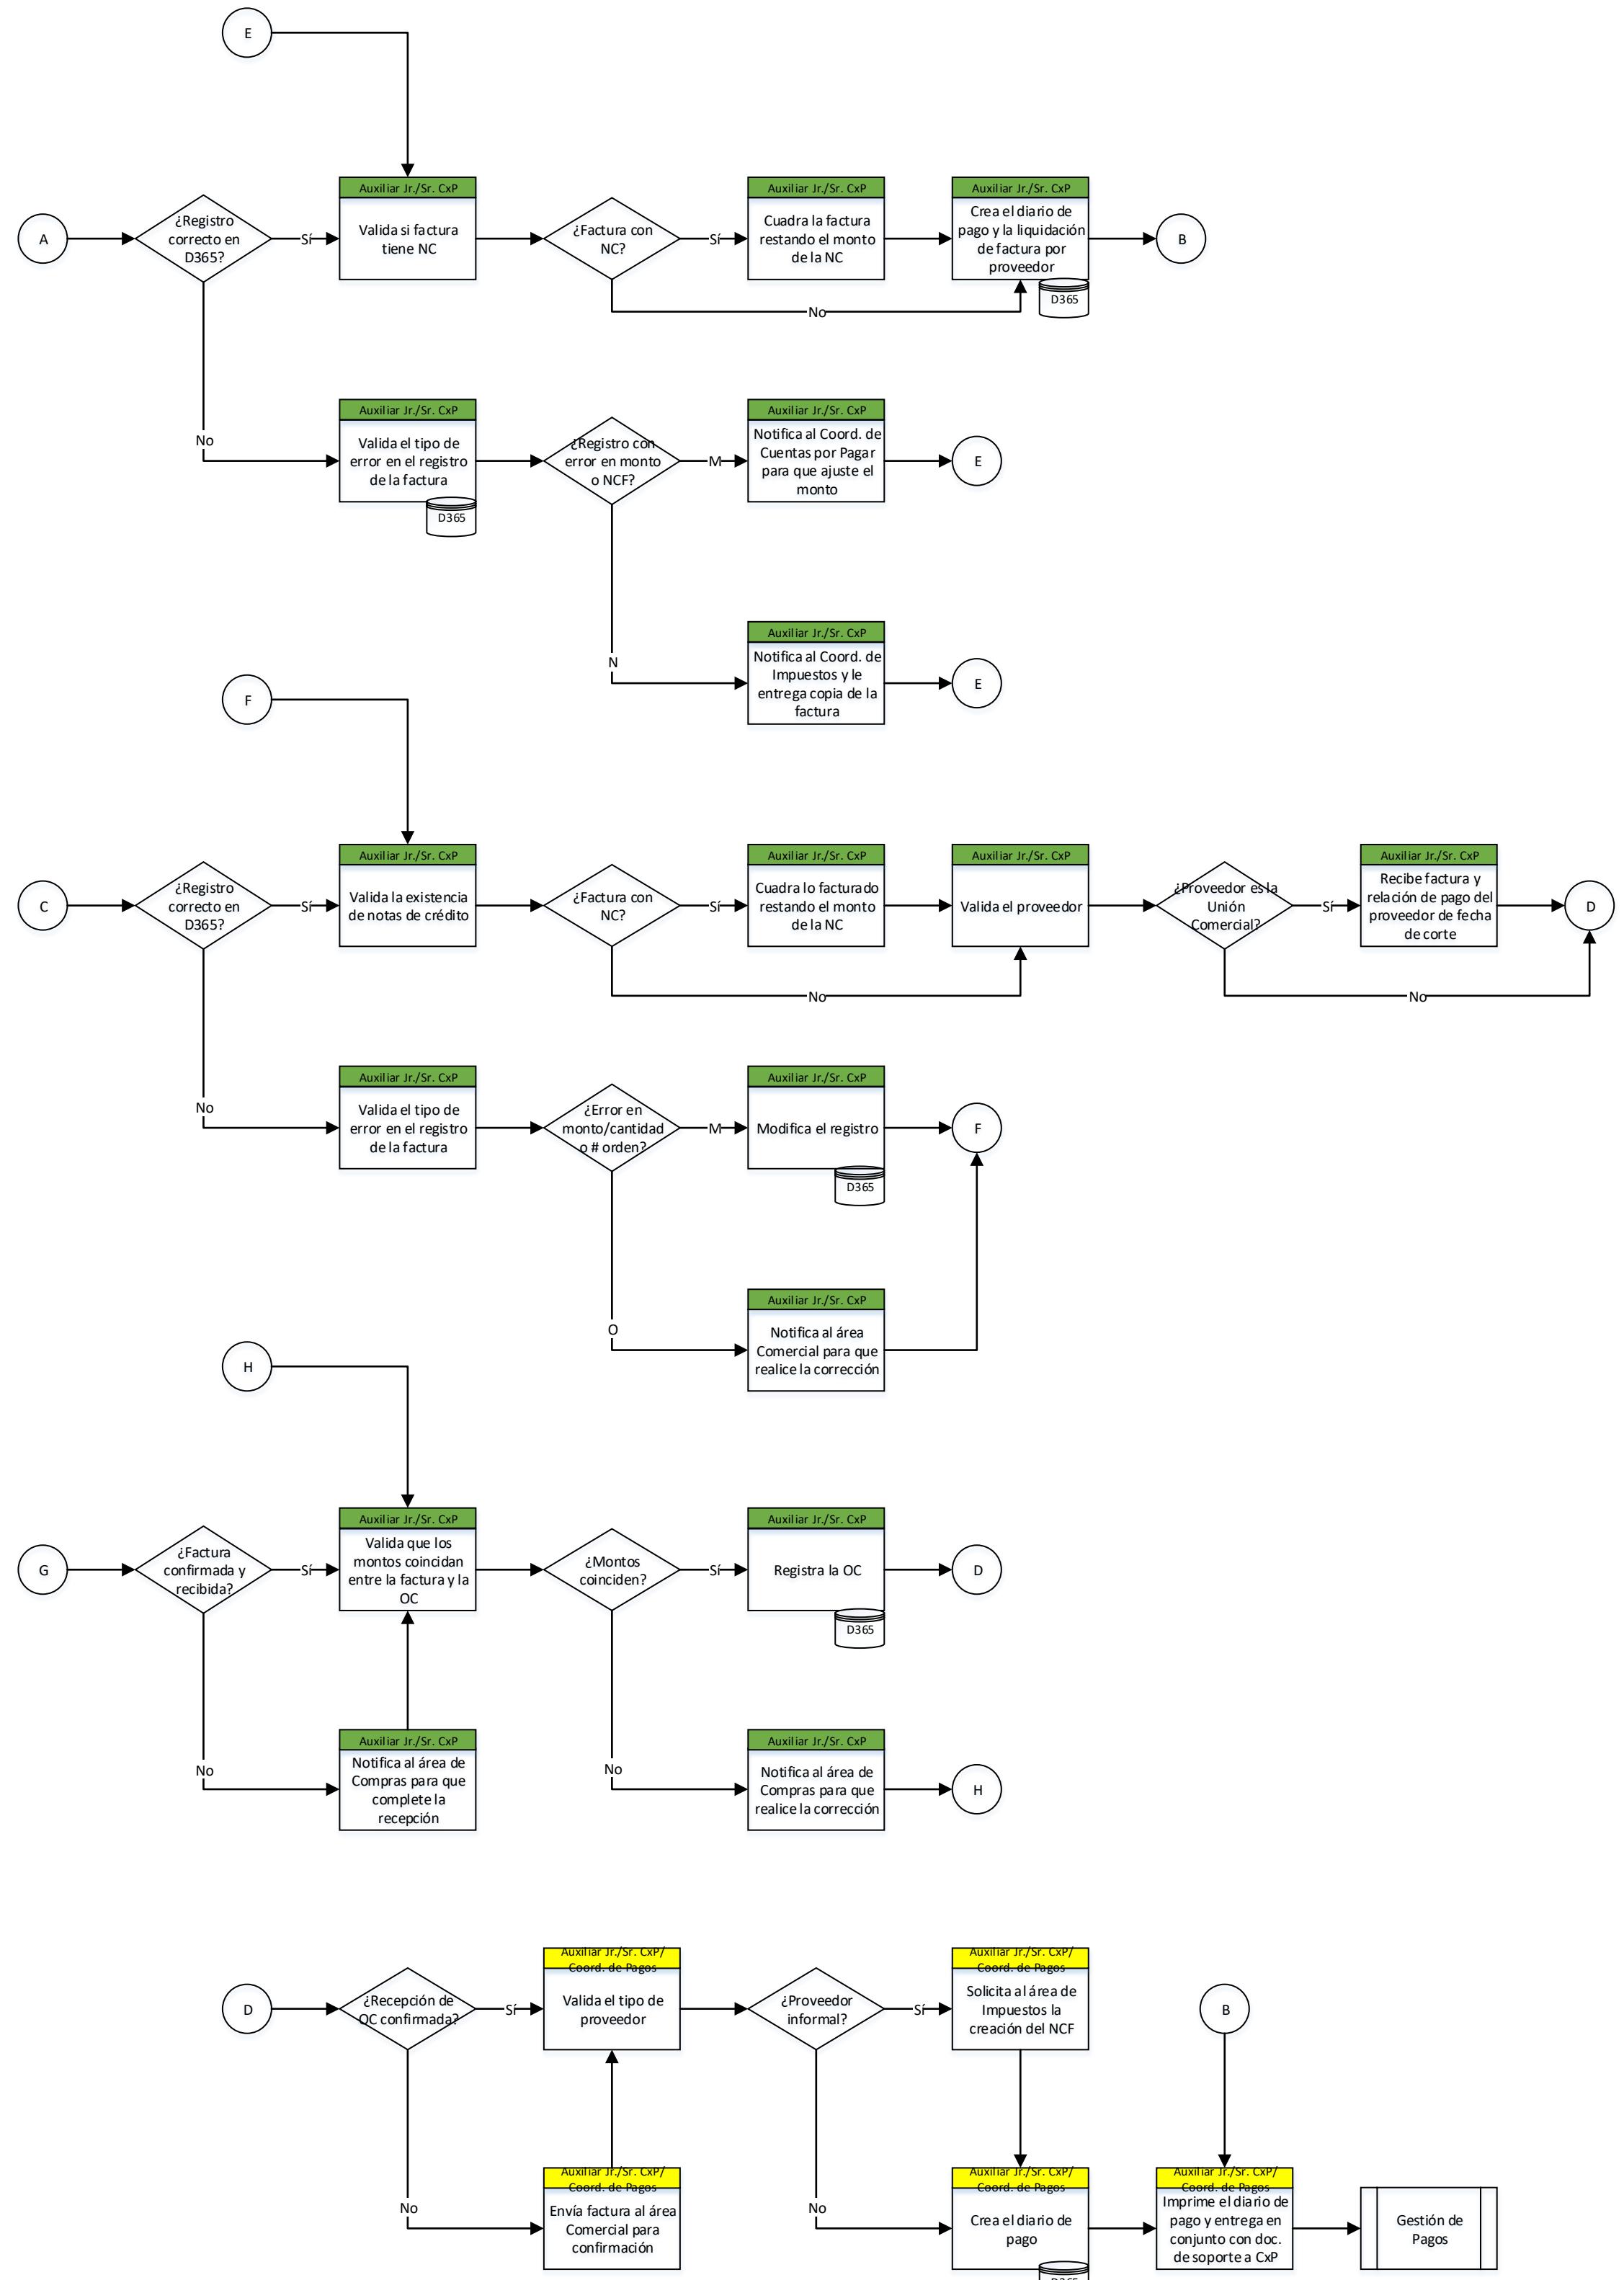 E
Auxiliar Jr./Sr. CxP
Auxiliar Jr./Sr. CxP
Auxiliar Jr./Sr. CxP
A
¿Registro
correcto en
D365?
Sí
Valida si factura
tiene NC
¿Factura con
NC?
Sí
Cuadra la factura
restando el monto
de la NC
Crea el diario de
pago y la liquidación
de factura por
proveedor
B
D365
No
No
Auxiliar Jr./Sr. CxP
Valida el tipo de
error en el registro
de la factura
D365
¿Registro con
error en monto
o NCF?
M
Auxiliar Jr./Sr. CxP
Notifica al Coord. de
Cuentas por Pagar
para que ajuste el
monto
E
N
Auxiliar Jr./Sr. CxP
Notifica al Coord. de
Impuestos y le
entrega copia de la
factura
E
F
C
¿Registro
correcto en
D365?
Sí
Auxiliar Jr./Sr. CxP
Valida la existencia
de notas de crédito
¿Factura con
NC?
Sí
Auxiliar Jr./Sr. CxP
Cuadra lo facturado
restando el monto
de la NC
Auxiliar Jr./Sr. CxP
Valida el proveedor
¿Proveedor es la
Unión
Comercial?
Sí
Auxiliar Jr./Sr. CxP
Recibe factura y
relación de pago del
proveedor de fecha
de corte
D
No
No
No
Auxiliar Jr./Sr. CxP
Valida el tipo de
error en el registro
de la factura
¿Error en
monto/cantidad
o # orden?
M
Auxiliar Jr./Sr. CxP
Modifica el registro
D365
F
O
Auxiliar Jr./Sr. CxP
Notifica al área
Comercial para que
realice la corrección
H
G
¿Factura
confirmada y
recibida?
Sí
Auxiliar Jr./Sr. CxP
Valida que los
montos coincidan
entre la factura y la
OC
¿Montos
coinciden?
Sí
Auxiliar Jr./Sr. CxP
Registra la OC
D365
D
No
Auxiliar Jr./Sr. CxP
Notifica al área de
Compras para que
complete la
recepción
No
Auxiliar Jr./Sr. CxP
Notifica al área de
Compras para que
realice la corrección
H
D
¿Recepción de
OC confirmada?
Sí
Auxiliar Jr./Sr. CxP/
Coord. de Pagos
Valida el tipo de
proveedor
¿Proveedor
informal?
Sí
Auxiliar Jr./Sr. CxP/
Coord. de Pagos
Solicita al área de
Impuestos la
creación del NCF
B
No
Auxiliar Jr./Sr. CxP/
Coord. de Pagos
Envía factura al área
Comercial para
confirmación
No
Auxiliar Jr./Sr. CxP/
Coord. de Pagos
Crea el diario de
pago
D365
Auxiliar Jr./Sr. CxP/
Coord. de Pagos
Imprime el diario de
pago y entrega en
conjunto con doc.
de soporte a CxP
Gestión de
Pagos